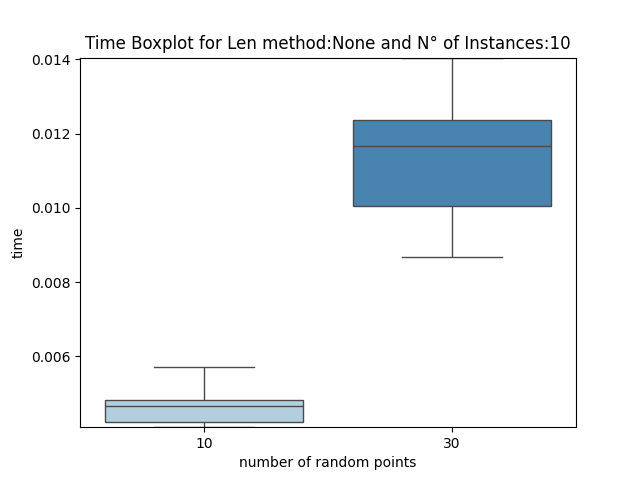 Time Boxplot for Len method:None and N° of Instances:10
0.014
0.012
0.010
0.008
0.006
time
10
30
number of random points